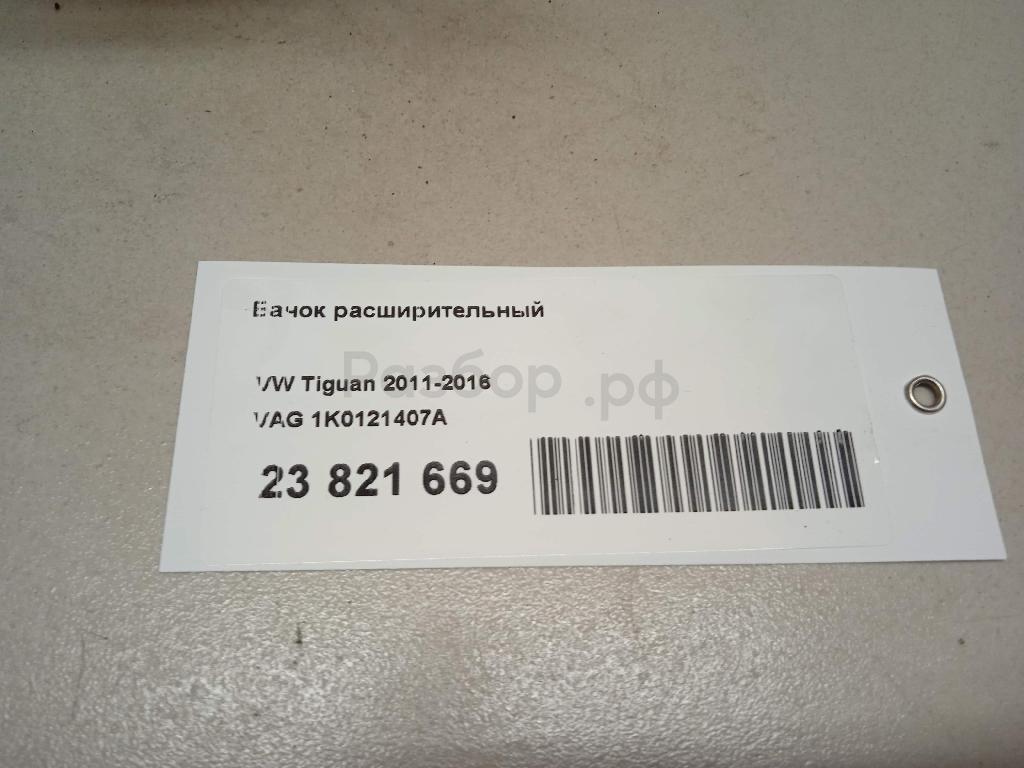 Бачок расширительный
Разбор.рф
VW Tiguan 2011-2016
VAG 1K0121407A
23 821 669